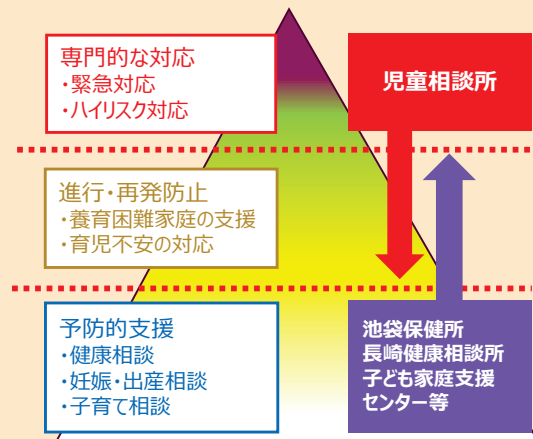 専門的な対応
・緊急対応
・ハイリスク対応
児童相談所
進行・再発防止
・養育困難家庭の支援
・育児不安の対応
予防的支援
・健康相談
・妊娠・出産相談
・子育て相談
池袋保健所
長崎健康相談所
子ども家庭支援
センター等